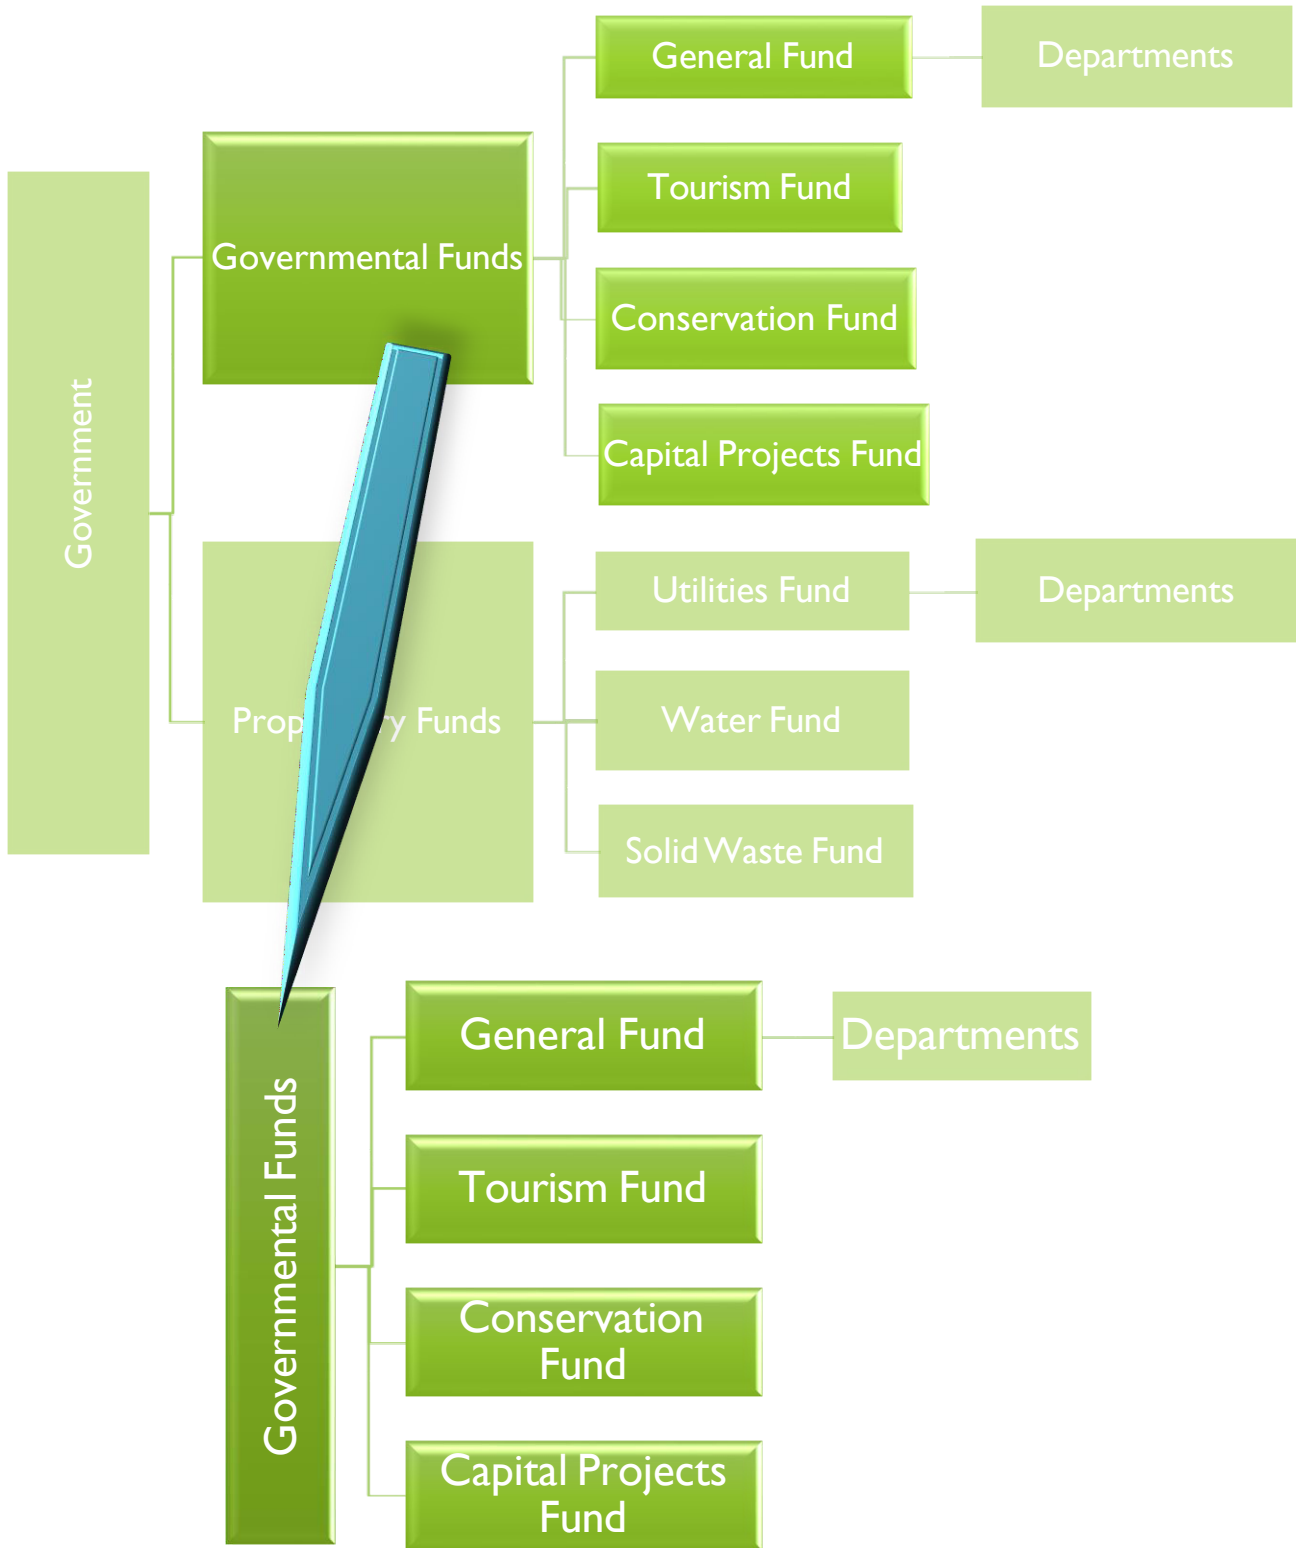 General Fund
Departments
Governmental Funds
Tourism Fund
Conservation Fund
Capital Projects Fund
Government
Utilities Fund
Departments
Funds
Water Fund
Solid Waste Fund
Governmental Funds
General Fund
Departments
Tourism Fund
Conservation
Fund
Capital Projects
Fund